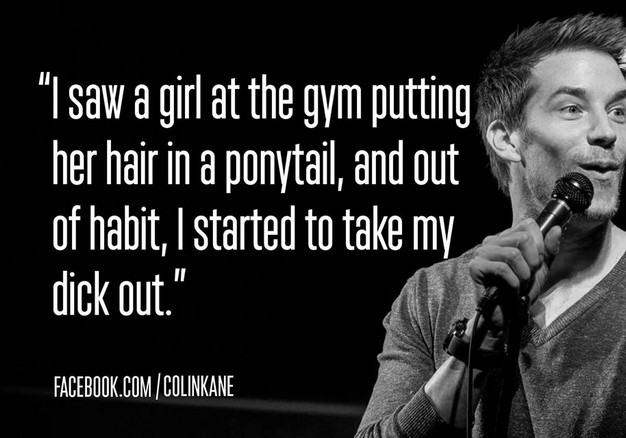 “I saw a girl at the gym putting
her hair in a ponytail, and out
of habit, I started to take my
dick out.”
FACEBOOK.COM / COLINKANE